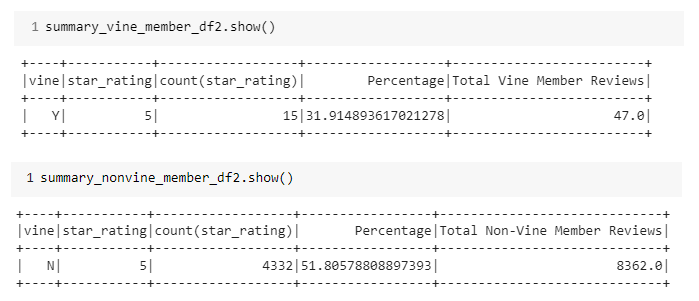 1 summary_vine_member_df2.show()
+----+-----------+------------------+------------------+-------------------------+
|vine|star_rating|count(star_rating)|        Percentage|Total Vine Member Reviews|
+----+-----------+------------------+------------------+-------------------------+
|   Y|          5|                15|31.914893617021278|                     47.0|
+----+-----------+------------------+------------------+-------------------------+
1 summary_nonvine_member_df2.show()
+----+-----------+------------------+-----------------+-----------------------------+
|vine|star_rating|count(star_rating)|       Percentage|Total Non-Vine Member Reviews|
+----+-----------+------------------+-----------------+-----------------------------+
|   N|          5|              4332|51.80578808897393|                       8362.0|
+----+-----------+------------------+-----------------+-----------------------------+